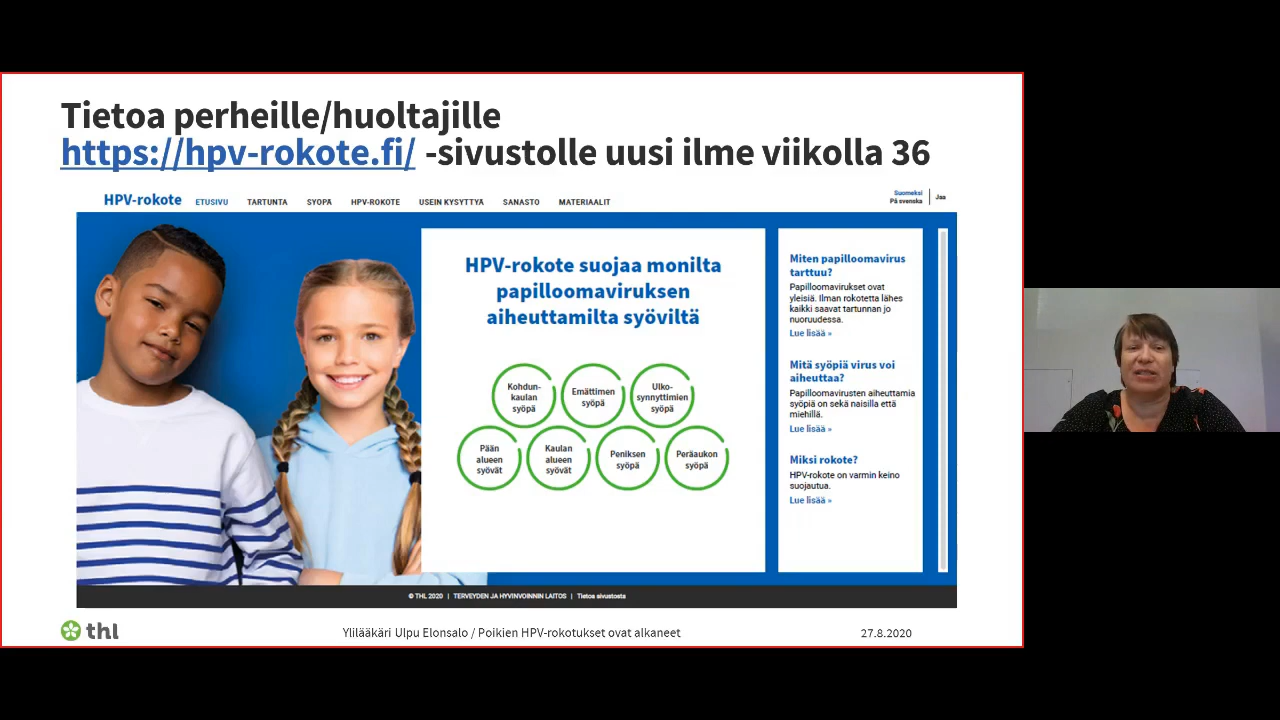 Tietoa perheille/huoltajille
https://hpv-rokote.fi/ -sivustolle uusi ilme viikolla 36
HPV-rokote ETUSIVU TARTUNTA SYÖPÄ HPV-ROKOTE USEIN KYSYTTYÄ SANASTO MATERIAALIT
Suomeksi
På svenska
Jaa
HPV-rokote suojaa monilta
papilloomaviruksen
aiheuttamilta syöviltä
Kohdun-
kaulan
syöpä
Emättimen
syöpä
Ulko-
synnyttimien
syöpä
Pään
alueen
syövät
Kaulan
alueen
syövät
Peniksen
syöpä
Peräaukon
syöpä
Miten papilloomavirus
tarttuu?
Papilloomavirukset ovat
yleisiä. Ilman rokotetta lähes
kaikki saavat tartunnan jo
nuoruudessa.
Lue lisää »
Mitä syöpiä virus voi
aiheuttaa?
Papilloomavirusten aiheuttamia
syöpiä on sekä naisilla että
miehillä.
Lue lisää »
Miksi rokote?
HPV-rokote on varmin keino
suojautua.
Lue lisää »
© THL 2020 | TERVEYDEN JA HYVINVOINNIN LAITOS | Tietoa sivustosta
thl
Ylilääkäri Ulpu Elonsalo / Poikien HPV-rokotukset ovat alkaneet
27.8.2020